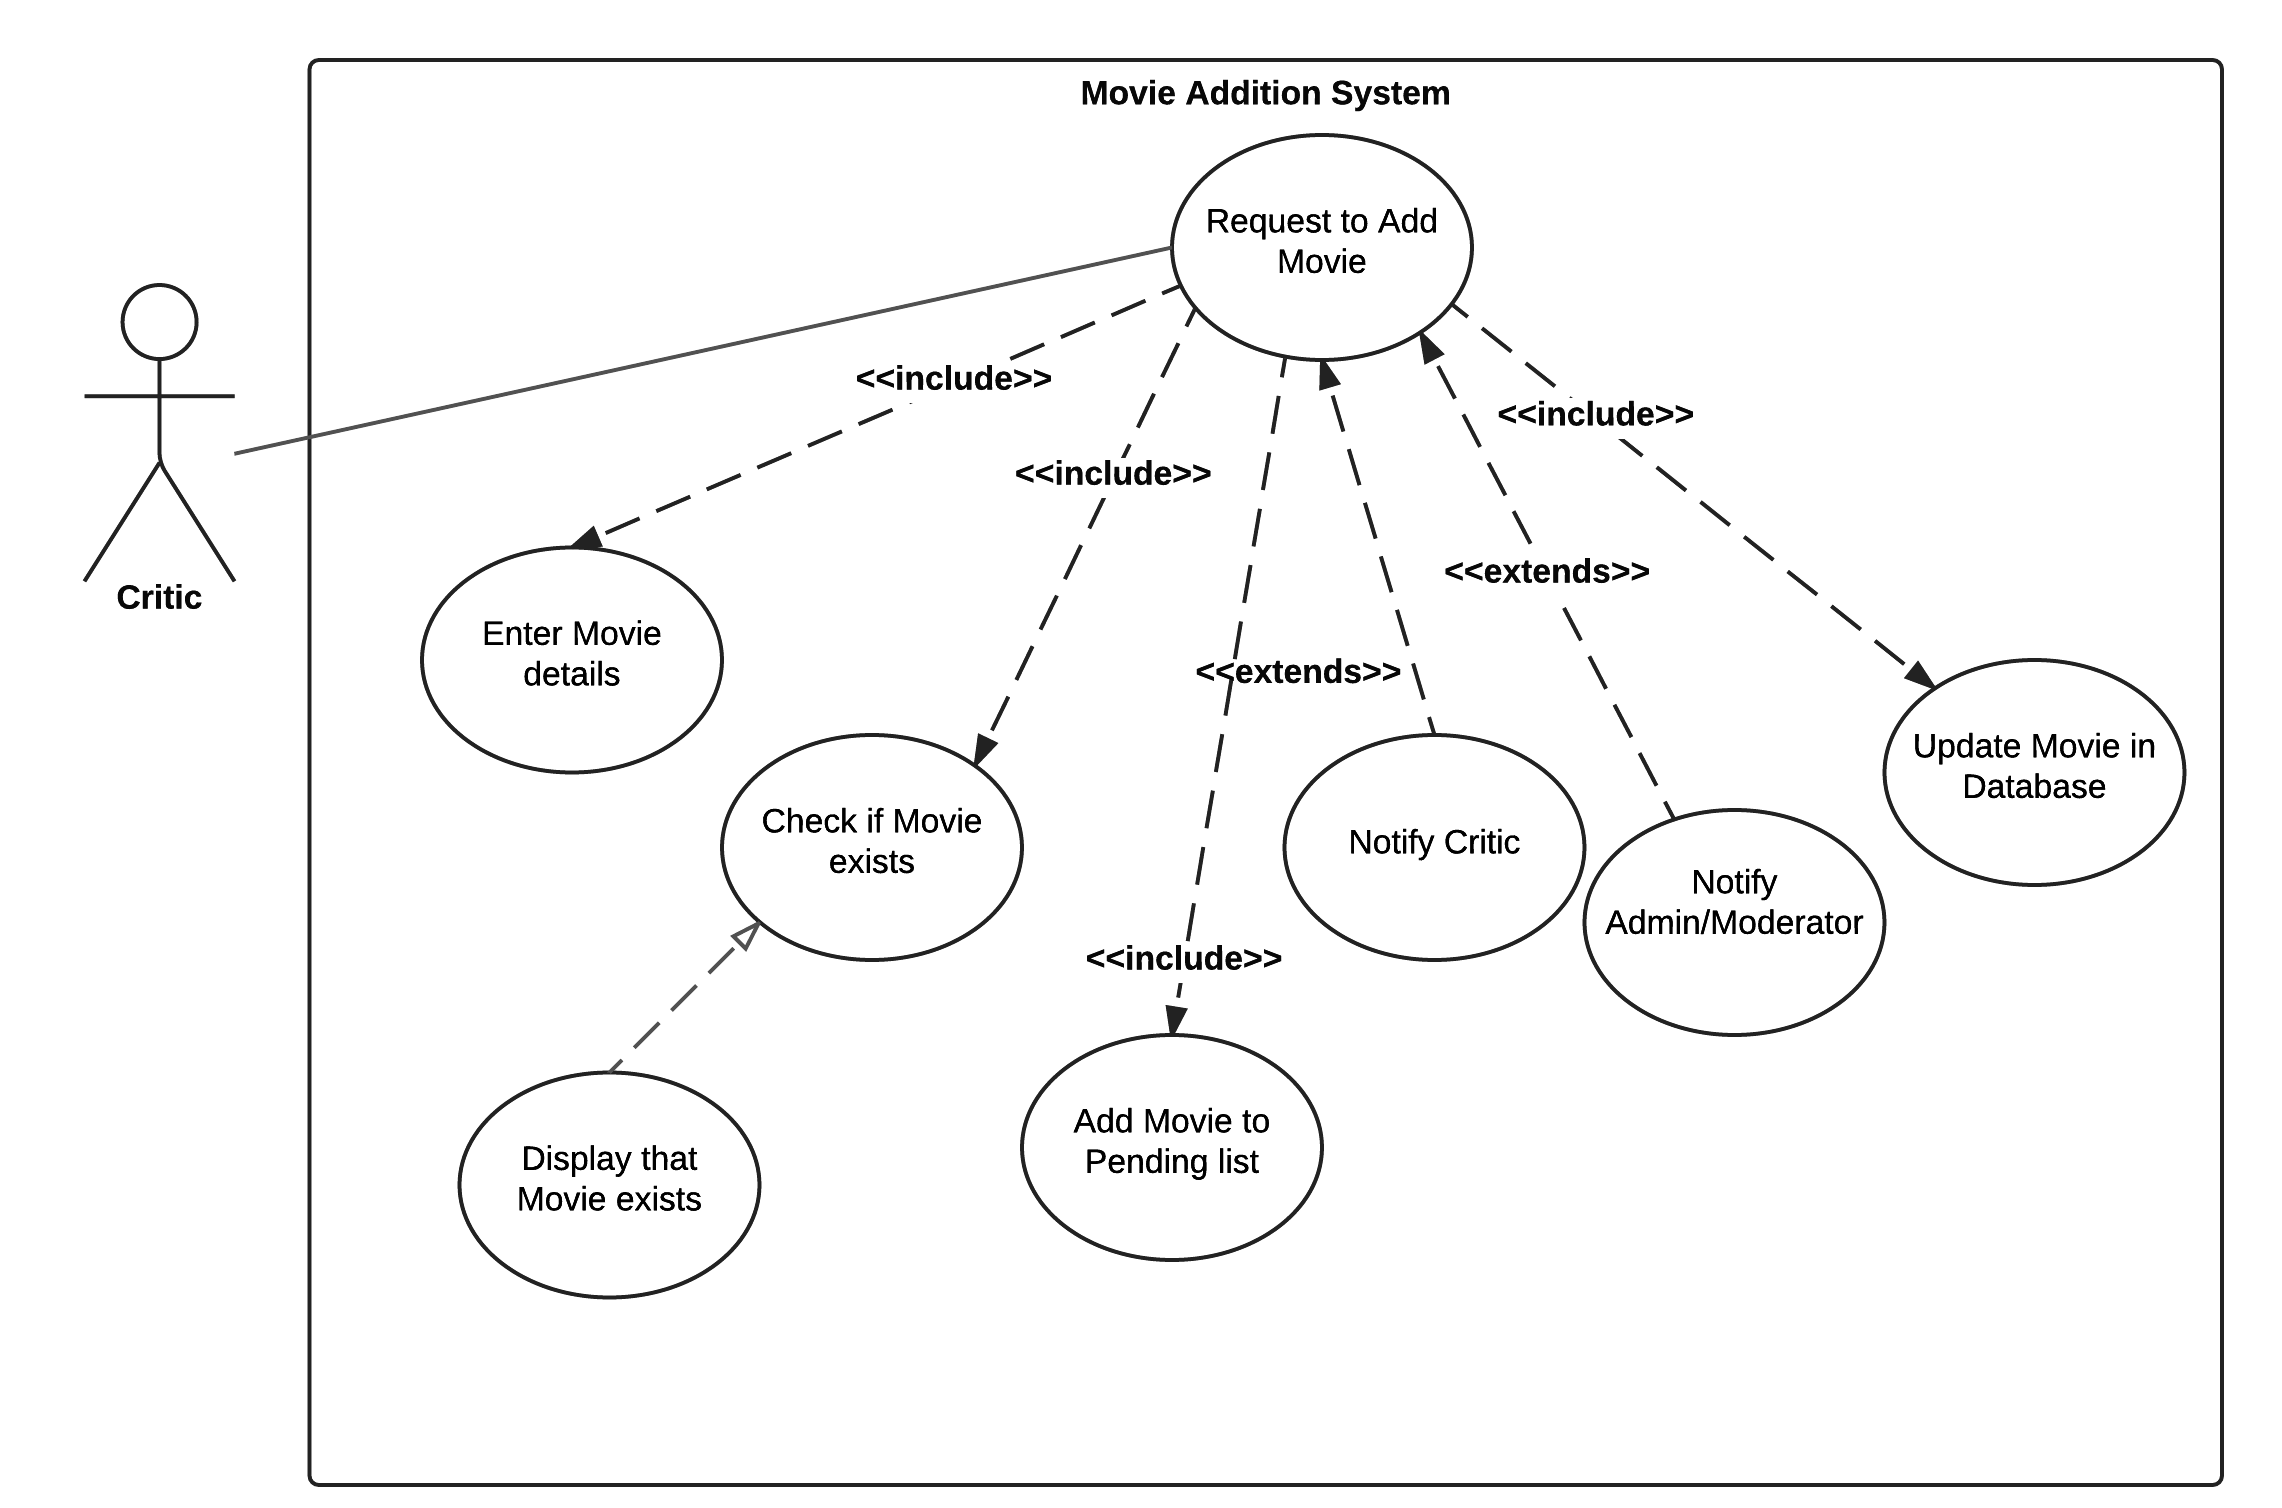 Movie Addition System
Request to Add
Movie
<<include>>
<<include>>
<<include>>
<<extends>>
<<extends>>
<<include>>
Critic
Enter Movie
details
Check if Movie
exists
Notify Critic
Notify
Admin/Moderator
Update Movie in
Database
Display that
Movie exists
Add Movie to
Pending list